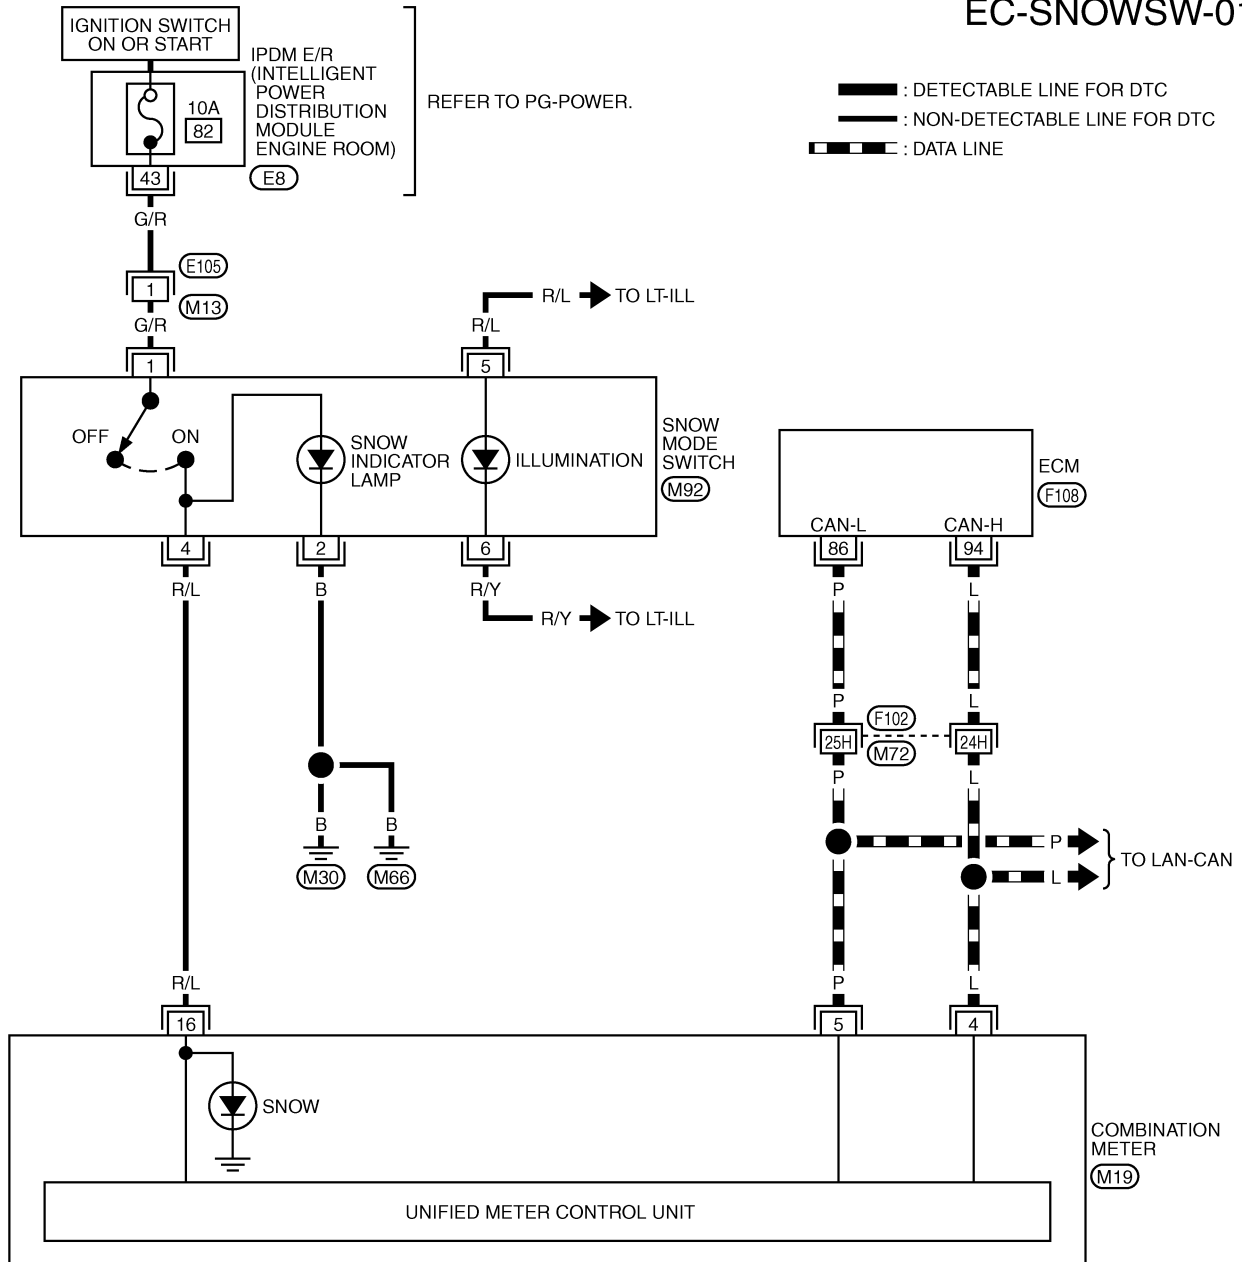 EC-SNOWSW-01
IGNITION SWITCH
ON OR START
IPDM E/R
(INTELLIGENT
POWER
DISTRIBUTION
MODULE
ENGINE ROOM)
E8
10A
82
43
REFER TO PG-POWER.
: DETECTABLE LINE FOR DTC
: NON-DETECTABLE LINE FOR DTC
: DATA LINE
G/R
E105
1
M13
G/R
1
R/L
TO LT-ILL
R/L
5
OFF
ON
SNOW
INDICATOR
LAMP
ILLUMINATION
SNOW
MODE
SWITCH
M92
4
2
6
R/L
B
R/Y
R/Y
TO LT-ILL
ECM
F108
CAN-L
CAN-H
86
94
P
L
P
L
F102
25H
24H
M72
P
L
P
L
TO LAN-CAN
B
B
M30
M66
R/L
P
L
16
5
4
SNOW
COMBINATION
METER
M19
UNIFIED METER CONTROL UNIT